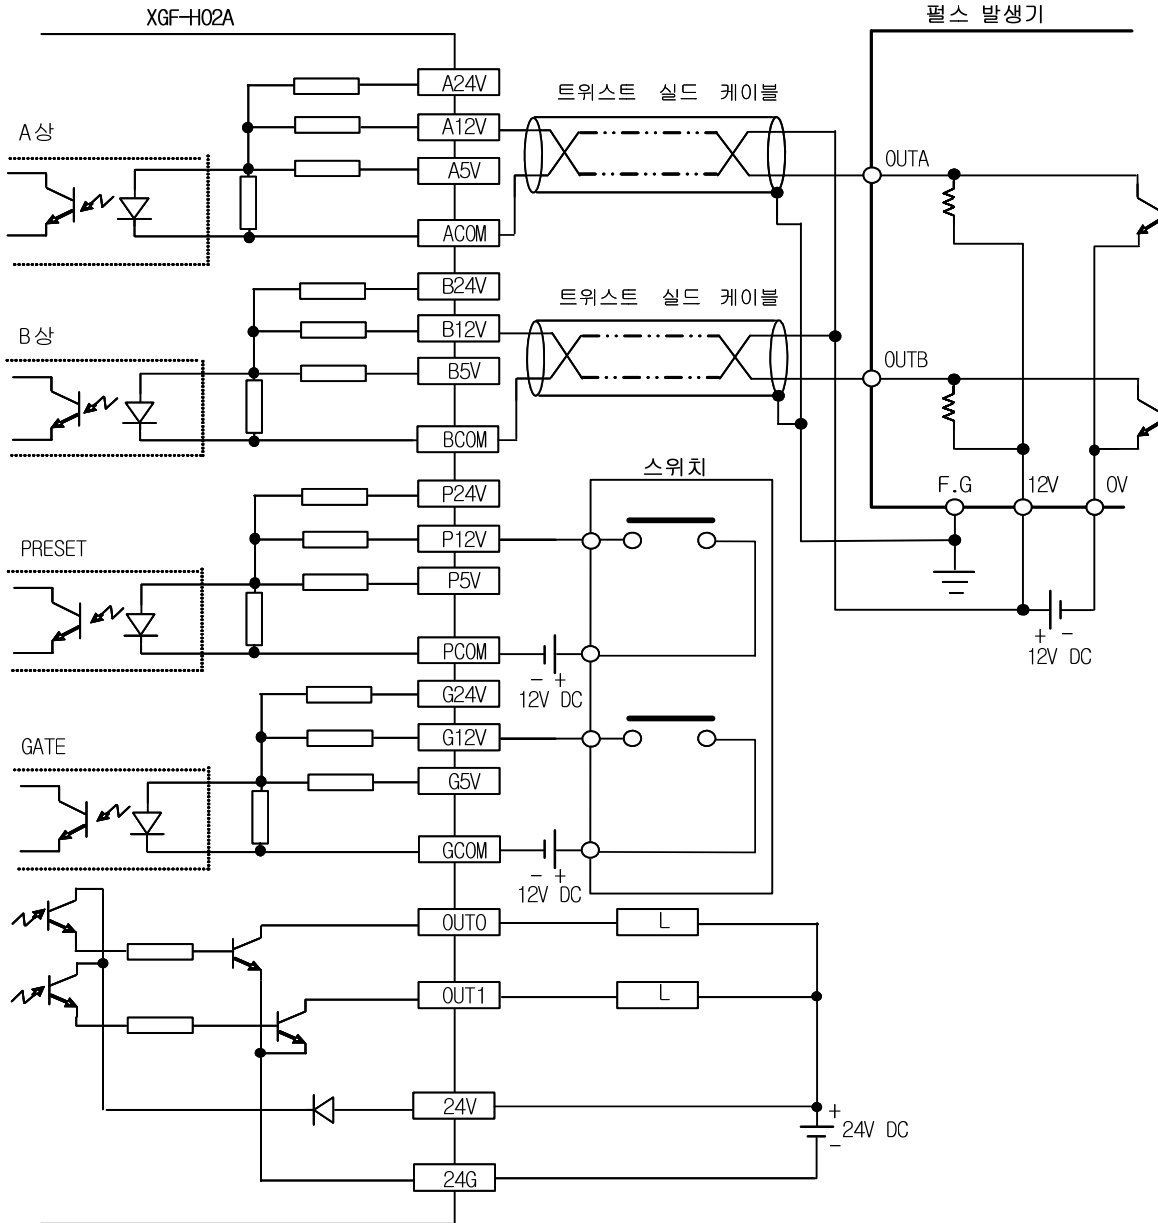 XGF-H02A
펄스 발생기
A24V
트위스트 실드 케이블
A상
A12V
A5V
OUTA
ACOM
B24V
트위스트 실드 케이블
B상
B12V
B5V
OUTB
BCOM
스위치
P24V
F.G
12V
0V
PRESET
P12V
P5V
PCOM
+ -
12V DC
- +
12V DC
G24V
GATE
G12V
G5V
GCOM
- +
12V DC
OUT0
L
OUT1
L
24V
+
24V DC
-
24G